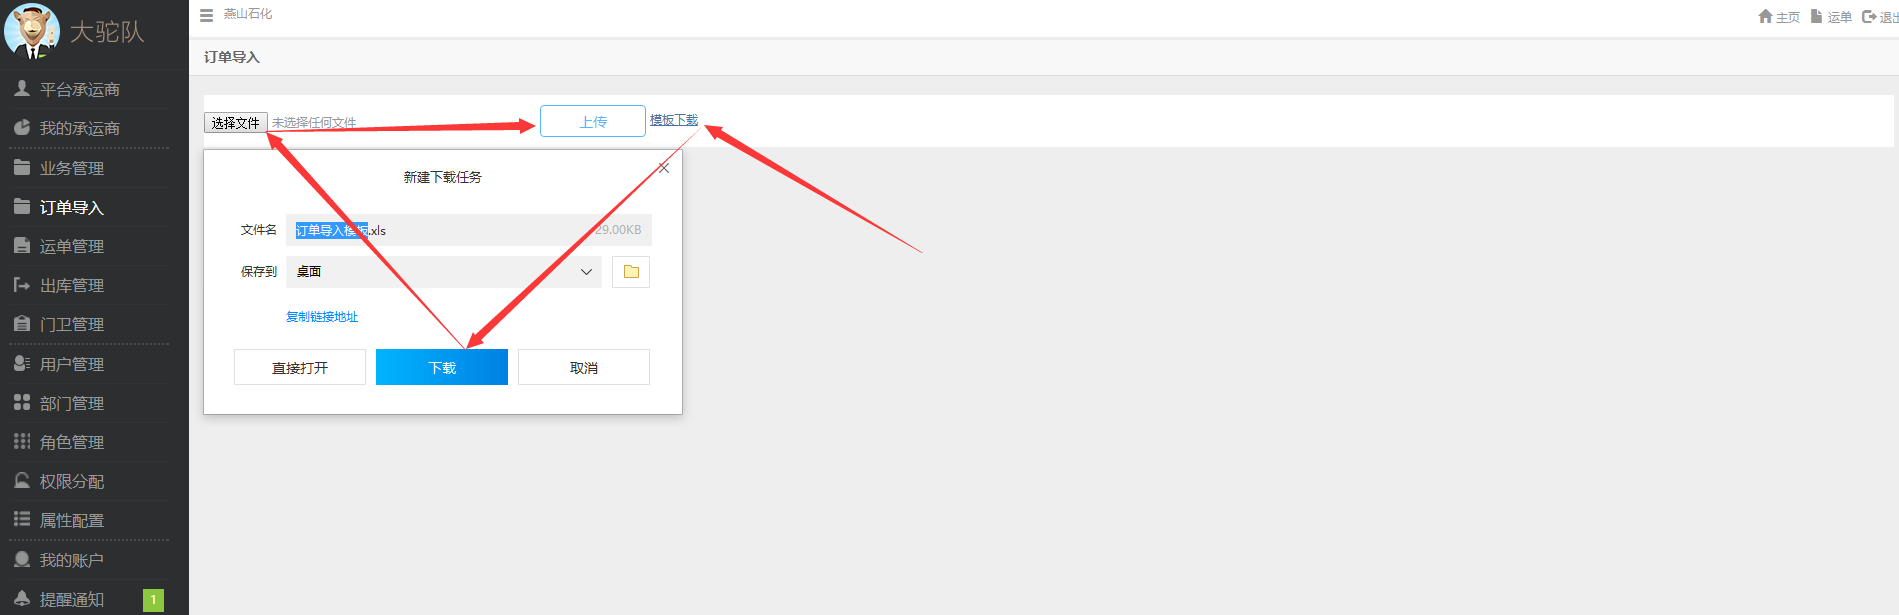 大驼队
燕山石化
主页 运单 退出
平台承运商
我的承运商
业务管理
订单导入
运单管理
出库管理
门卫管理
用户管理
部门管理
角色管理
权限分配
属性配置
我的账户
提醒通知 1
订单导入
选择文件 未选择任何文件 上传 模板下载
新建下载任务
文件名 订单导入模板.xls 29.00KB
保存到 桌面
复制链接地址
直接打开 下载 取消